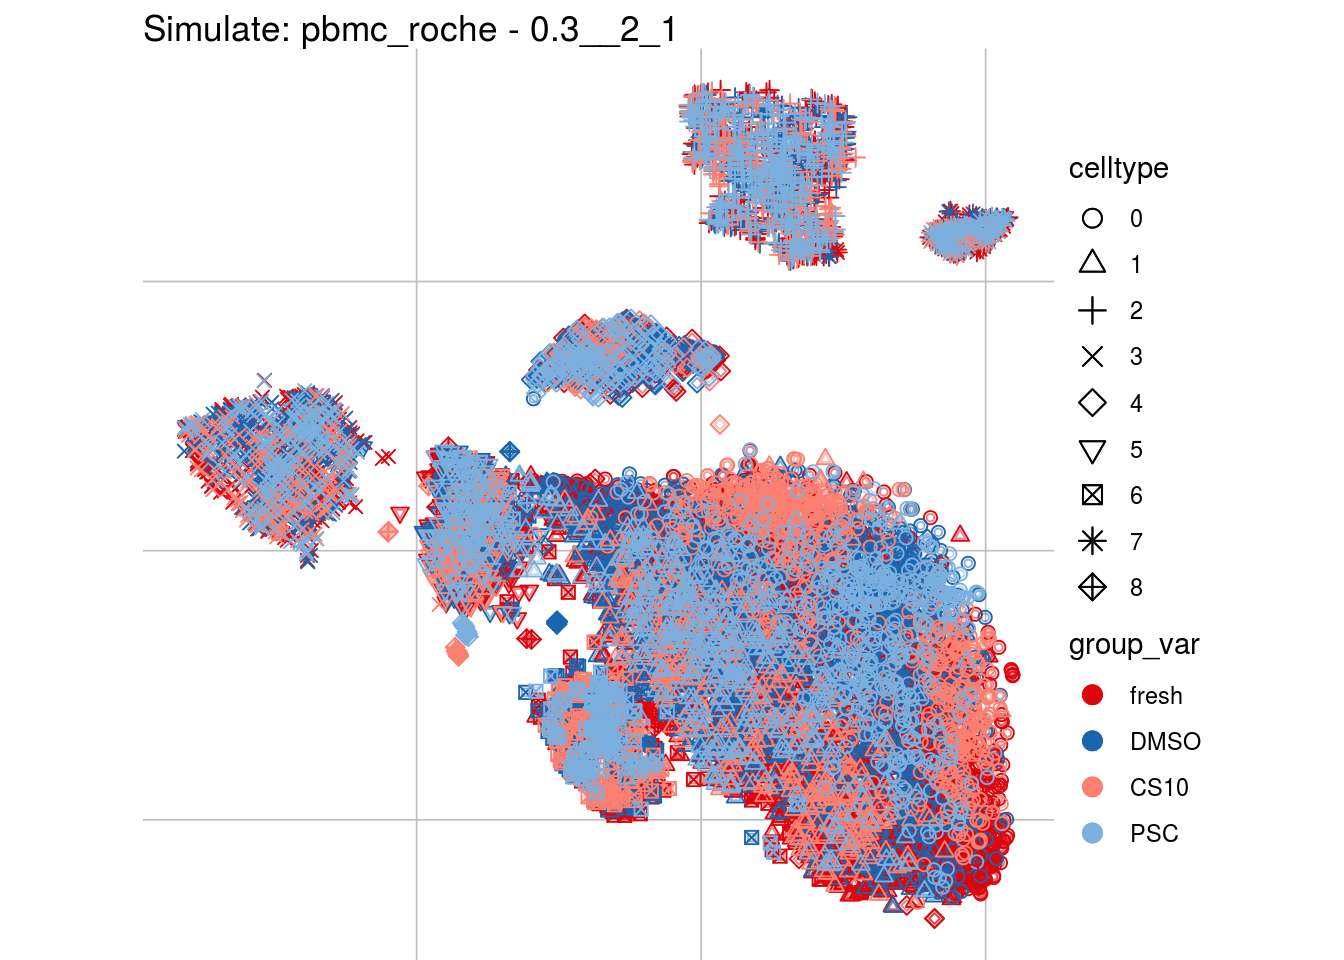 Simulate: pbmc_roche - 0.3__2_1
celltype
0
1
2
3
4
5
6
7
8
group_var
fresh
DMSO
CS10
PSC